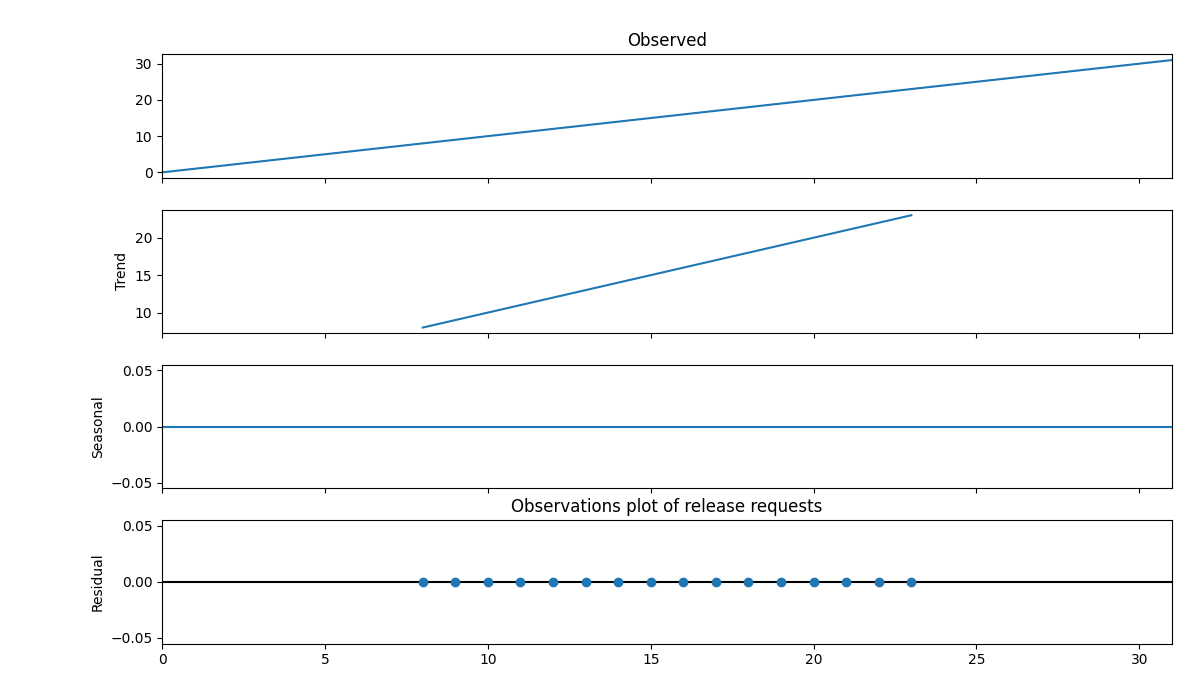 Observed
30
20
10
0
Trend
20
15
10
Seasonal
0.05
0.00
−0.05
Observations plot of release requests
Residual
0.05
0.00
−0.05
0 5 10 15 20 25 30